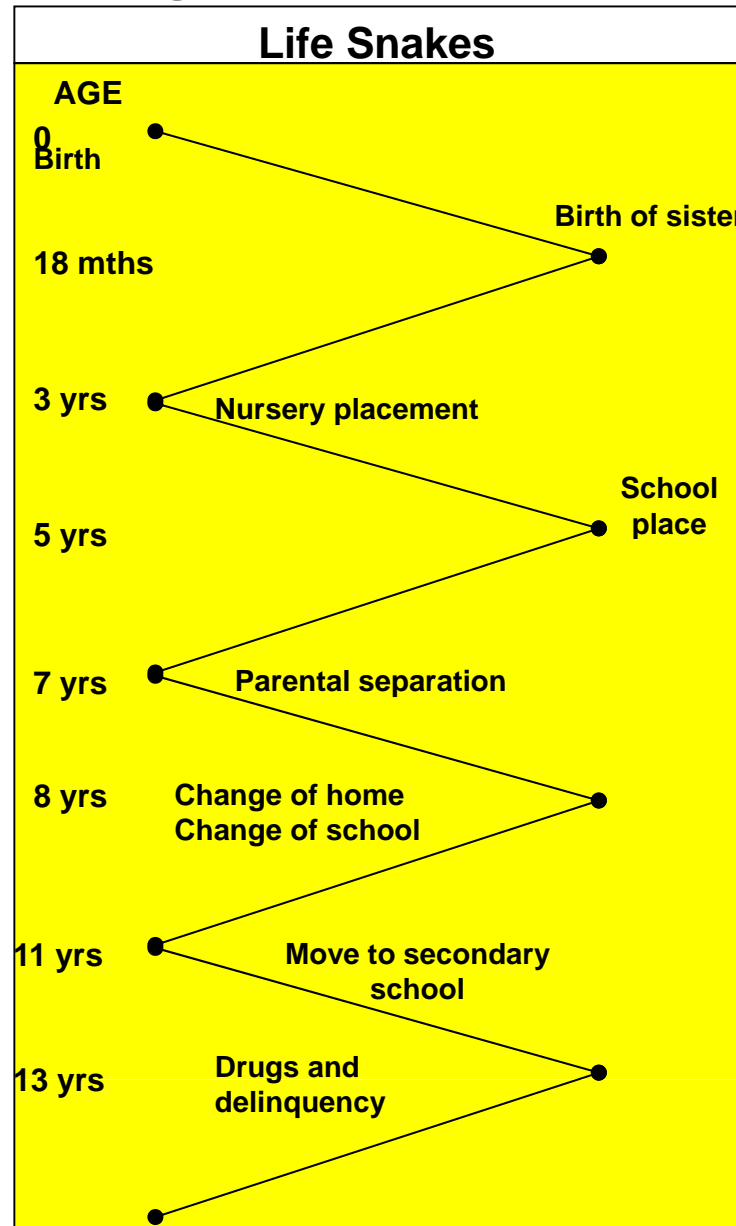 Life Snakes
AGE
0
Birth
Birth of sister
18 mths
3 yrs
Nursery placement
School
place
5 yrs
7 yrs
Parental separation
8 yrs
Change of home
Change of school
11 yrs
Move to secondary
school
13 yrs
Drugs and
delinquency